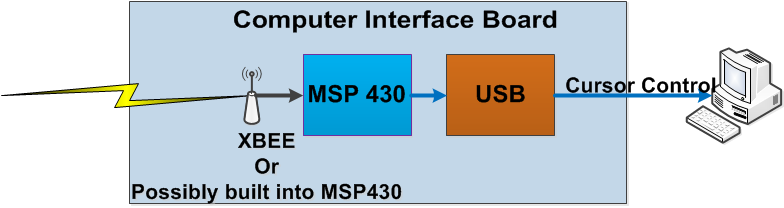 Computer Interface Board
MSP 430
USB
Cursor Control
XBEE
Or
Possibly built into MSP430